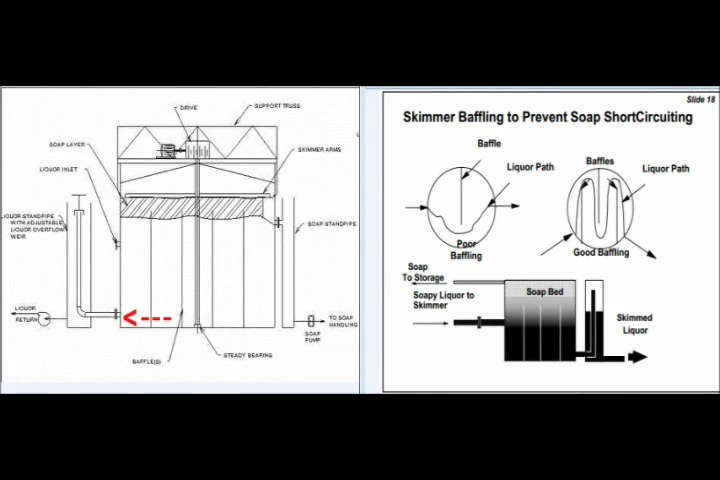 DRIVE
SUPPORT TRUSS
SOAP LAYER
SKIMMER ARMS
LIQUOR INLET
LIQUOR STANDPIPE
WITH ADJUSTABLE
LIQUOR OVERFLOW
WEIR
SOAP STANDPIPE
LIQUOR
RETURN
TO SOAP
HANDLING
SOAP
PUMP
STEADY BEARING
BAFFLE(S)
Slide 18
Skimmer Baffling to Prevent Soap ShortCircuiting
Baffle
Liquor Path
Baffles
Liquor Path
Poor
Baffling
Good Baffling
Soap
To Storage
Soapy Liquor to
Skimmer
Soap Bed
Skimmed
Liquor